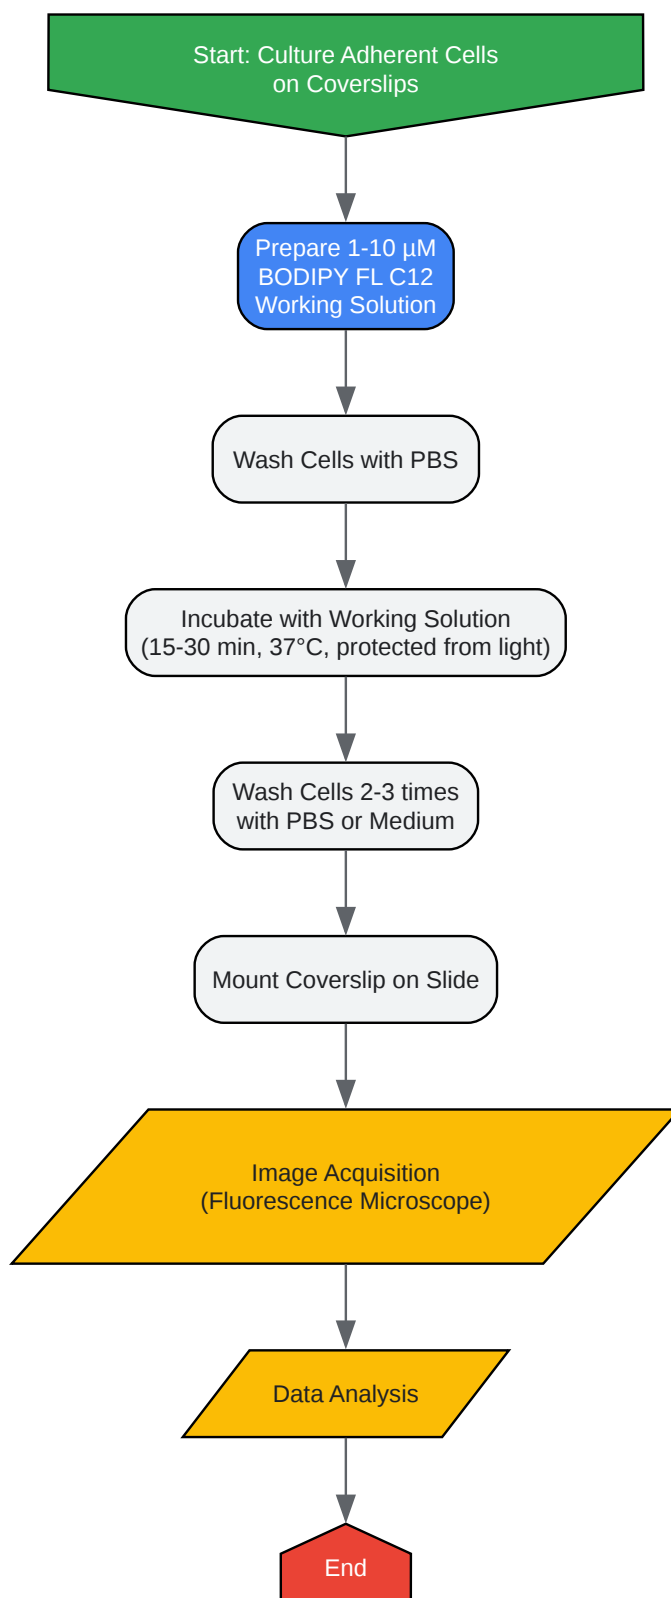 Start: Culture Adherent Cells
on Coverslips
Prepare 1-10 µM
BODIPY FL C12
Working Solution
Wash Cells with PBS
Incubate with Working Solution
(15-30 min, 37°C, protected from light)
Wash Cells 2-3 times
with PBS or Medium
Mount Coverslip on Slide
Image Acquisition
(Fluorescence Microscope)
Data Analysis
End